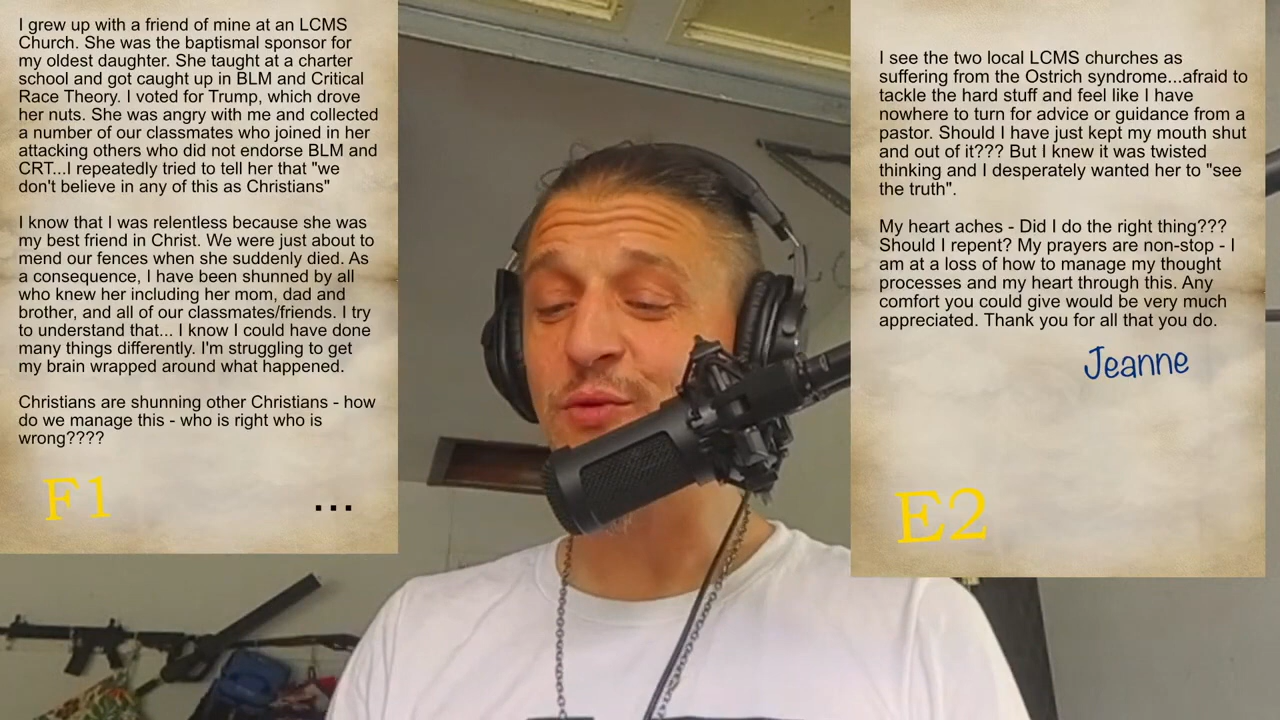 I grew up with a friend of mine at an LCMS
Church. She was the baptismal sponsor for
my oldest daughter. She taught at a charter
school and got caught up in BLM and Critical
Race Theory. I voted for Trump, which drove
her nuts. She was angry with me and collected
a number of our classmates who joined in her
attacking others who did not endorse BLM and
CRT...I repeatedly tried to tell her that "we
don't believe in any of this as Christians"
I know that I was relentless because she was
my best friend in Christ. We were just about to
mend our fences when she suddenly died. As
a consequence, I have been shunned by all
who knew her including her mom, dad and
brother, and all of our classmates/friends. I try
to understand that... I know I could have done
many things differently. I'm struggling to get
my brain wrapped around what happened.
Christians are shunning other Christians - how
do we manage this - who is right who is
wrong????
F1
...
I see the two local LCMS churches as
suffering from the Ostrich syndrome...afraid to
tackle the hard stuff and feel like I have
nowhere to turn for advice or guidance from a
pastor. Should I have just kept my mouth shut
and out of it??? But I knew it was twisted
thinking and I desperately wanted her to "see
the truth".
My heart aches - Did I do the right thing???
Should I repent? My prayers are non-stop - I
am at a loss of how to manage my thought
processes and my heart through this. Any
comfort you could give would be very much
appreciated. Thank you for all that you do.
Jeanne
E2